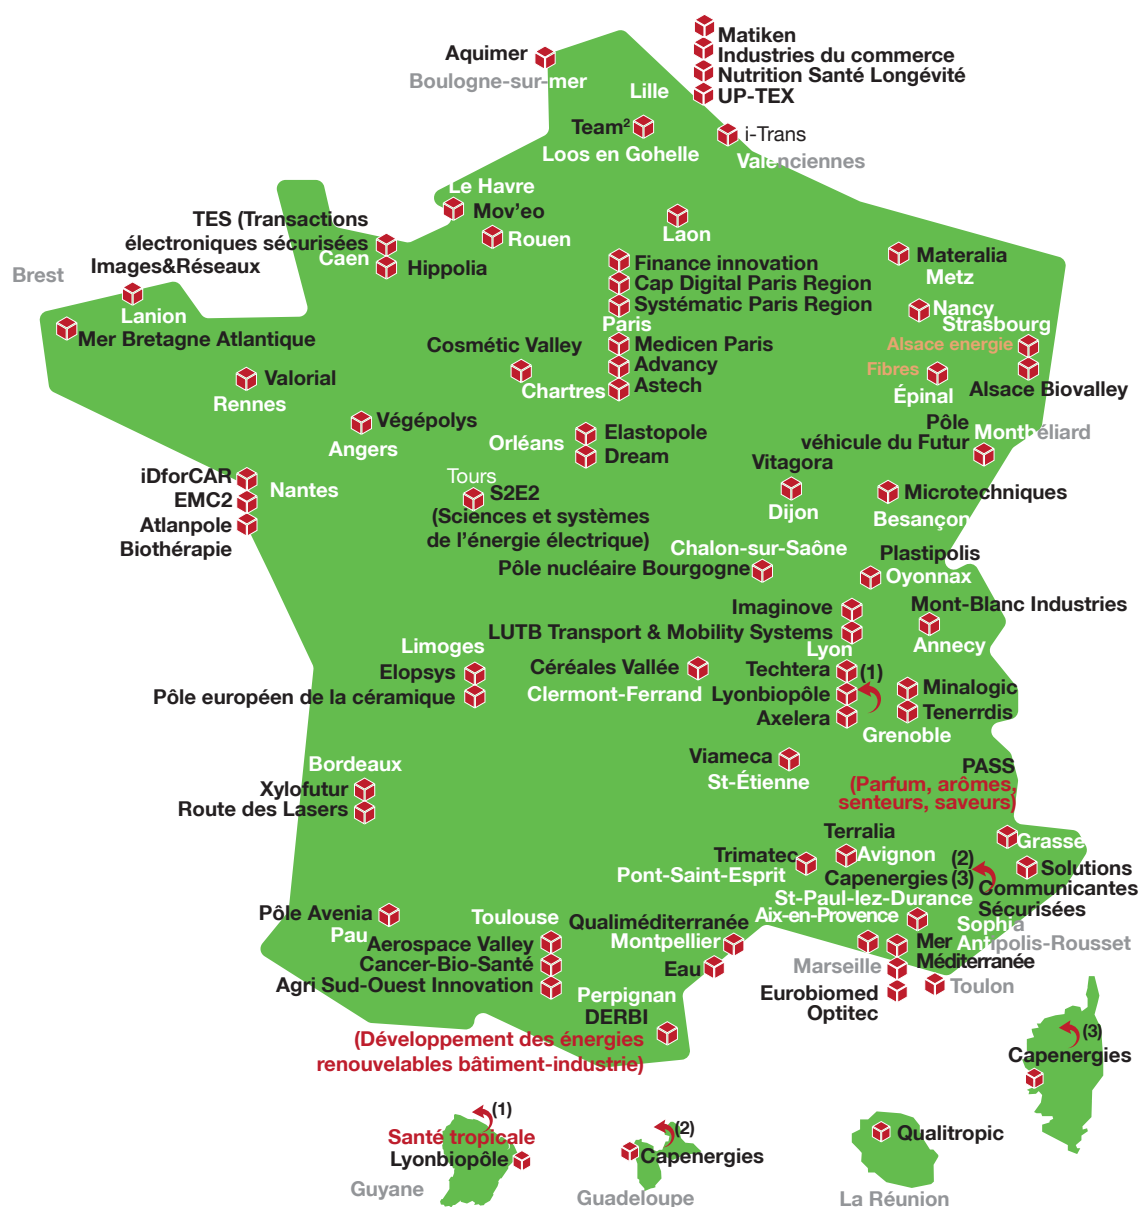 Matiken
Industries du commerce
Nutrition Santé Longévité
UP-TEX
Aquimer
Boulogne-sur-mer
Lille
Team²
Loos en Gohelle
i-Trans
Valenciennes
Le Havre
Mov'eo
Rouen
Laon
TES (Transactions
électroniques sécurisées
Caen
Hippolia
Brest
Images&Réseaux
Lanion
Mer Bretagne Atlantique
Finance innovation
Cap Digital Paris Region
Systématic Paris Region
Paris
Medicen Paris
Advancy
Astech
Materalia
Metz
Nancy
Strasbourg
Alsace energie
Fibres
Épinal
Alsace Biovalley
Cosmétic Valley
Chartres
Valorial
Rennes
Végépolys
Angers
Orléans
Elastopole
Dream
Pôle
véhicule du Futur
Montbéliard
Vitagora
Dijon
Microtechniques
Besançon
iDforCAR
EMC2
Atlanpole
Biothérapie
Nantes
Tours
S2E2
(Sciences et systèmes
de l'énergie électrique)
Chalon-sur-Saône
Pôle nucléaire Bourgogne
Plastipolis
Oyonnax
Imaginove
LUTB Transport & Mobility Systems
Lyon
Mont-Blanc Industries
Annecy
Limoges
Elopsys
Pôle européen de la céramique
Céréales Vallée
Clermont-Ferrand
Techtera
(1)
Lyonbiopôle
Axelera
Minalogic
Tenerrdis
Grenoble
Viameca
St-Étienne
Bordeaux
Xylofutur
Route des Lasers
PASS
(Parfum, arômes,
senteurs, saveurs)
Grasse
Terralia
Avignon
Trimatec
Pont-Saint-Esprit
(2)
Capenergies (3)
Solutions
Communicantes
Sécurisées
St-Paul-lez-Durance
Aix-en-Provence
Sophia
Antipolis-Rousset
Pôle Avenia
Pau
Toulouse
Aerospace Valley
Cancer-Bio-Santé
Agri Sud-Ouest Innovation
Qualiméditerranée
Montpellier
Eau
Mer
Méditerranée
Marseille
Toulon
Eurobiomed
Optitec
Perpignan
DERBI
(Développement des énergies
renouvelables bâtiment-industrie)
(3)
Capenergies
(1)
Santé tropicale
Lyonbiopôle
Guyane
(2)
Capenergies
Guadeloupe
Qualitropic
La Réunion